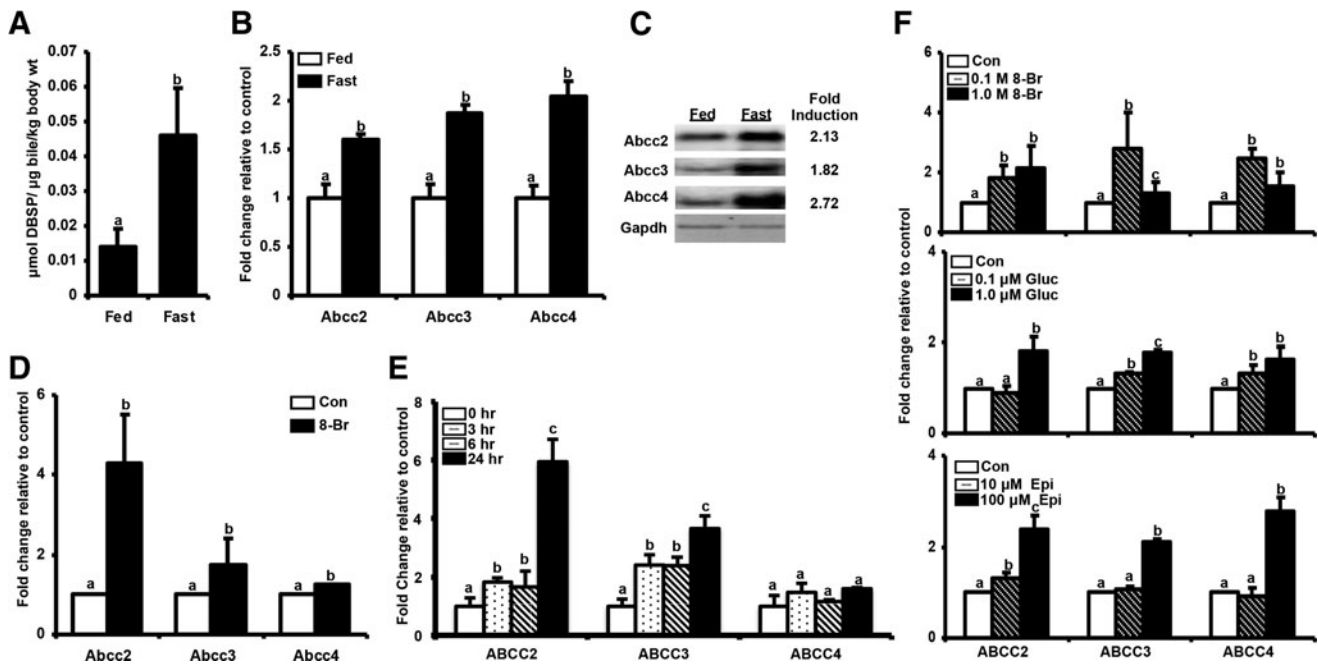 A
µmol DBSP/ µg bile/kg body wt
0.07
0.06
0.05
0.04
0.03
0.02
0.01
0
a
b
Fed
Fast
B
Fold change relative to control
2.5
2
1.5
1
0.5
0
Fed
Fast
a
b
a
b
a
b
Abcc2
Abcc3
Abcc4
C
Fed
Fast
Fold
Induction
Abcc2
2.13
Abcc3
1.82
Abcc4
2.72
Gapdh
D
Fold change relative to control
6
4
2
0
Con
8-Br
a
b
a
b
a
b
Abcc2
Abcc3
Abcc4
E
Fold Change relative to control
8
6
4
2
0
0 hr
3 hr
6 hr
24 hr
a
b
b
c
a
b
b
c
a
a
a
a
ABCC2
ABCC3
ABCC4
F
Fold change relative to control
6
4
2
0
Con
0.1 M 8-Br
1.0 M 8-Br
a
b
b
a
b
c
a
b
b
4
2
0
Con
0.1 µM Gluc
1.0 µM Gluc
a
a
b
a
b
c
a
b
b
4
2
0
Con
10 µM Epi
100 µM Epi
a
b
c
a
a
b
a
a
b
ABCC2
ABCC3
ABCC4